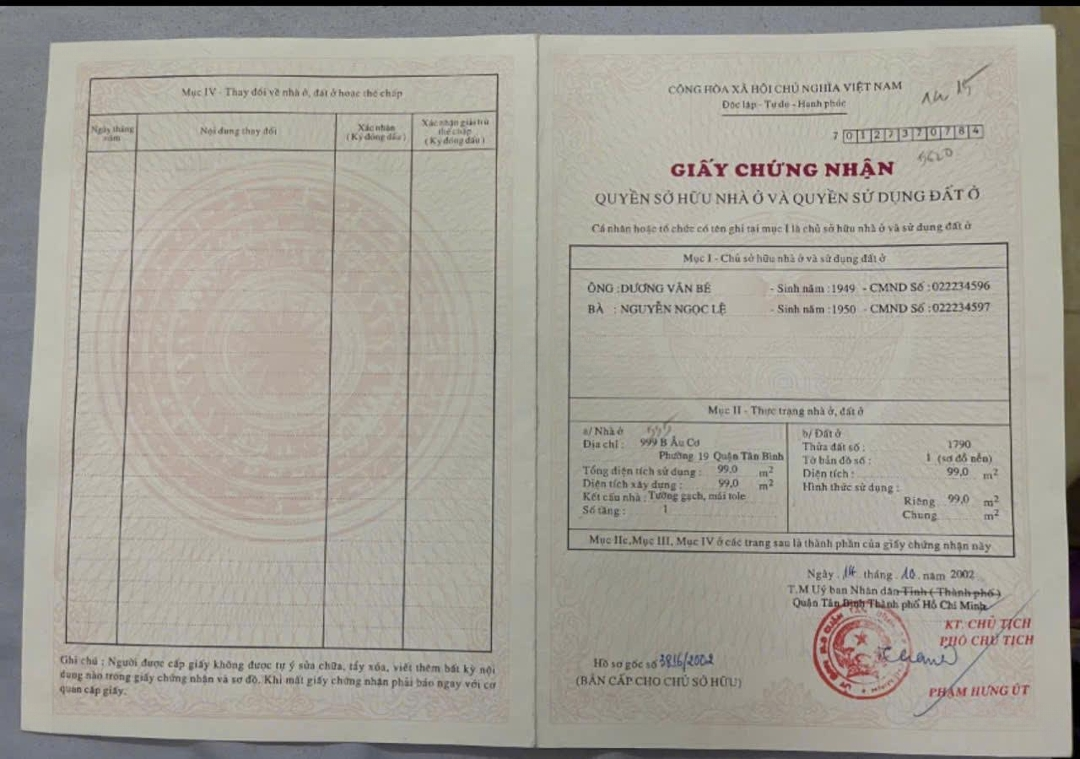 Mục IV - Thay đổi về nhà ở, đất ở hoặc thế chấp
Ngày tháng năm
Nội dung thay đổi
Xác nhận
(Ký đóng dấu)
Xác nhận giải trừ thế chấp
(Ký đóng dấu)
Ghi chú : Người được cấp giấy không được tự ý sửa chữa, tẩy xóa, viết thêm bất kỳ nội
dung nào trong giấy chứng nhận và sơ đồ. Khi mất giấy chứng nhận phải báo ngay với cơ
quan cấp giấy.
CỘNG HÒA XÃ HỘI CHỦ NGHĨA VIỆT NAM
Độc lập - Tự do - Hạnh phúc
7 0127370784
5620
GIẤY CHỨNG NHẬN
QUYỀN SỞ HỮU NHÀ Ở VÀ QUYỀN SỬ DỤNG ĐẤT Ở
Cá nhân hoặc tổ chức có tên ghi tại mục I là chủ sở hữu nhà ở và sử dụng đất ở
Mục I - Chủ sở hữu nhà ở và sử dụng đất ở
ÔNG :DƯƠNG VĂN BÉ - Sinh năm :1949 - CMND Số :022234596
BÀ : NGUYỄN NGỌC LỆ - Sinh năm :1950 - CMND Số :022234597
Mục II - Thực trạng nhà ở, đất ở
a/ Nhà ở
Địa chỉ : 999 B Âu Cơ
Phường 19 Quận Tân Bình
Tổng diện tích sử dụng : 99,0 m2
Diện tích xây dựng : 99,0 m2
Kết cấu nhà : Tường gạch, mái tole
Số tầng : 1
b/ Đất ở
Thửa đất số : 1790
Tờ bản đồ số : 1 (sơ đồ nền)
Diện tích : 99,0 m2
Hình thức sử dụng :
Riêng 99,0 m2
Chung m2
Mục IIc,Mục III, Mục IV ở các trang sau là thành phần của giấy chứng nhận này
Ngày 14 tháng 10 năm 2002
T.M Uỷ ban Nhân dân Tỉnh ( Thành phố )
Quận Tân Bình Thành phố Hồ Chí Minh
KT. CHỦ TỊCH
PHÓ CHỦ TỊCH
Hồ sơ gốc số 3816/2002
(BẢN CẤP CHO CHỦ SỞ HỮU)
PHẠM HƯNG ÚT